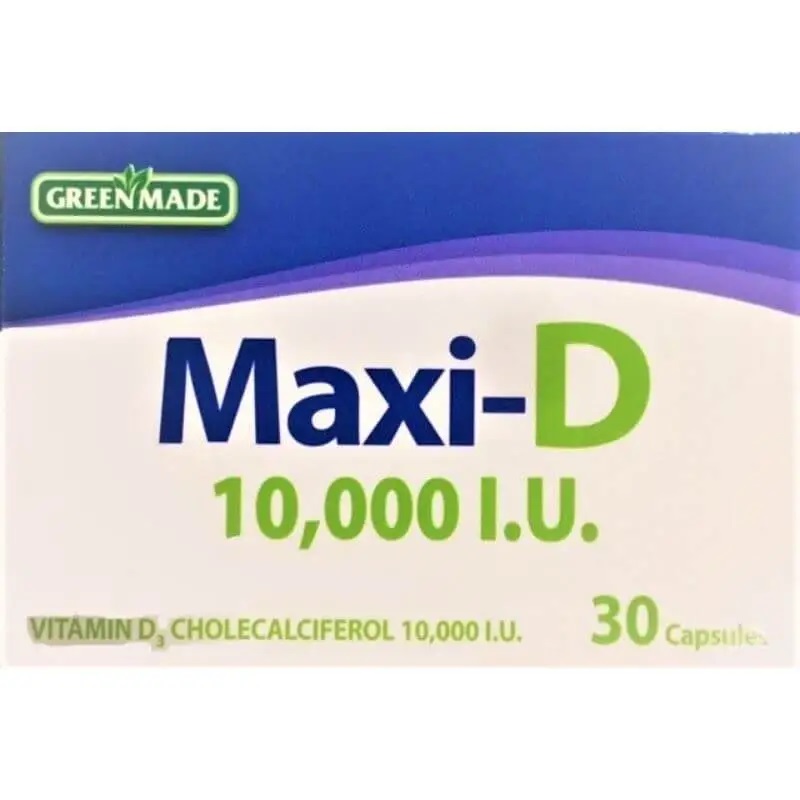 GREEN MADE
Maxi-D
10,000 I.U.
VITAMIN D₃ CHOLECALCIFEROL 10,000 I.U.
30 Capsules